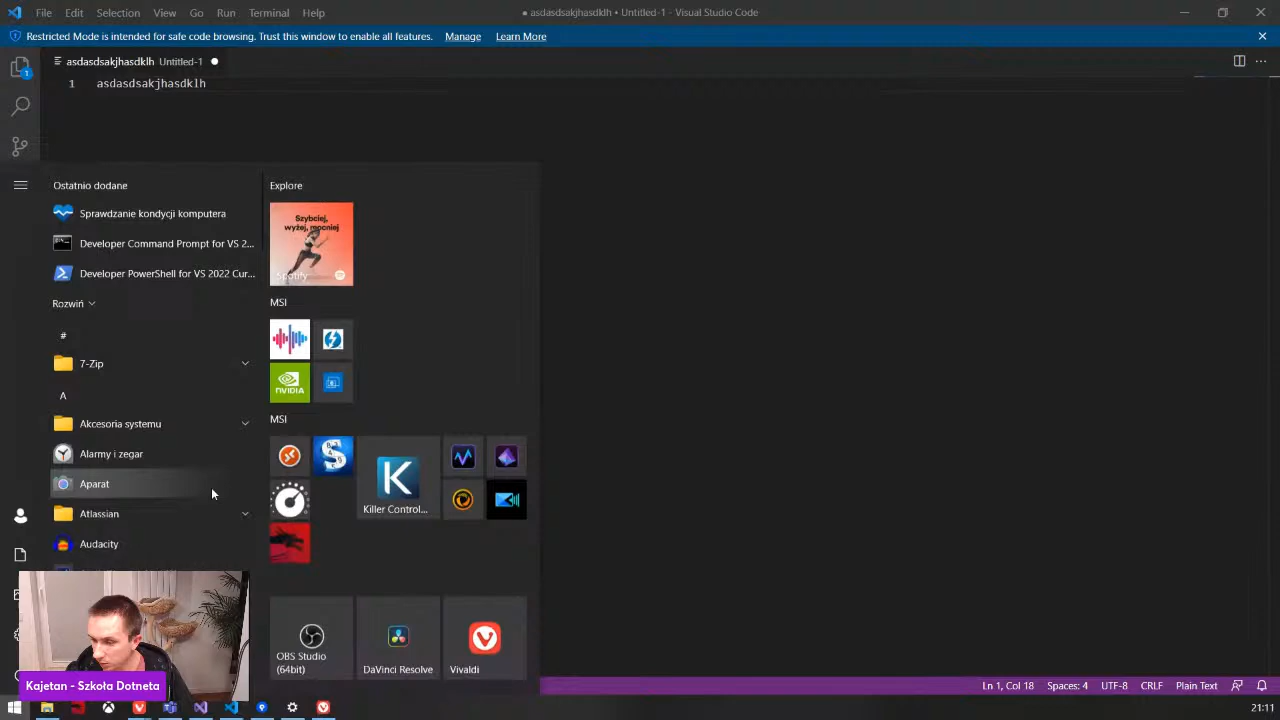 File Edit Selection View Go Run Terminal Help
● asdasdsakjhasdklh • Untitled-1 - Visual Studio Code
Restricted Mode is intended for safe code browsing. Trust this window to enable all features. Manage Learn More
asdasdsakjhasdklh Untitled-1 ●
1 asdasdsakjhasdklh
1
Ostatnio dodane
Sprawdzanie kondycji komputera
Developer Command Prompt for VS 2...
Developer PowerShell for VS 2022 Cur...
Rozwiń
#
7-Zip
A
Akcesoria systemu
Alarmy i zegar
Aparat
Atlassian
Audacity
Explore
Szybciej,
wyżej, mocniej
Spotify
MSI
NVIDIA
MSI
K
Killer Control...
OBS Studio
(64bit)
DaVinci Resolve
Vivaldi
Kajetan - Szkoła Dotneta
Ln 1, Col 18 Spaces: 4 UTF-8 CRLF Plain Text
21:11